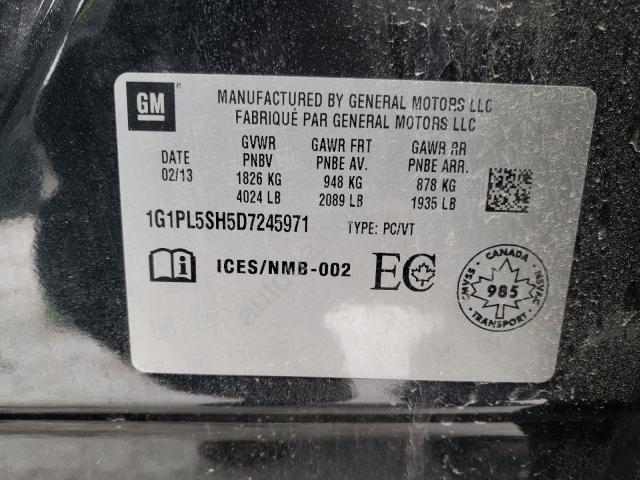 GM
MANUFACTURED BY GENERAL MOTORS LLC
FABRIQUÉ PAR GENERAL MOTORS LLC
DATE
02/13
GVWR
PNBV
1826 KG
4024 LB
GAWR FRT
PNBE AV.
948 KG
2089 LB
GAWR RR
PNBE ARR.
878 KG
1935 LB
1G1PL5SH5D7245971 TYPE: PC/VT
i ICES/NMB-002 EC
CANADA
985
TRANSPORT
NSVAC